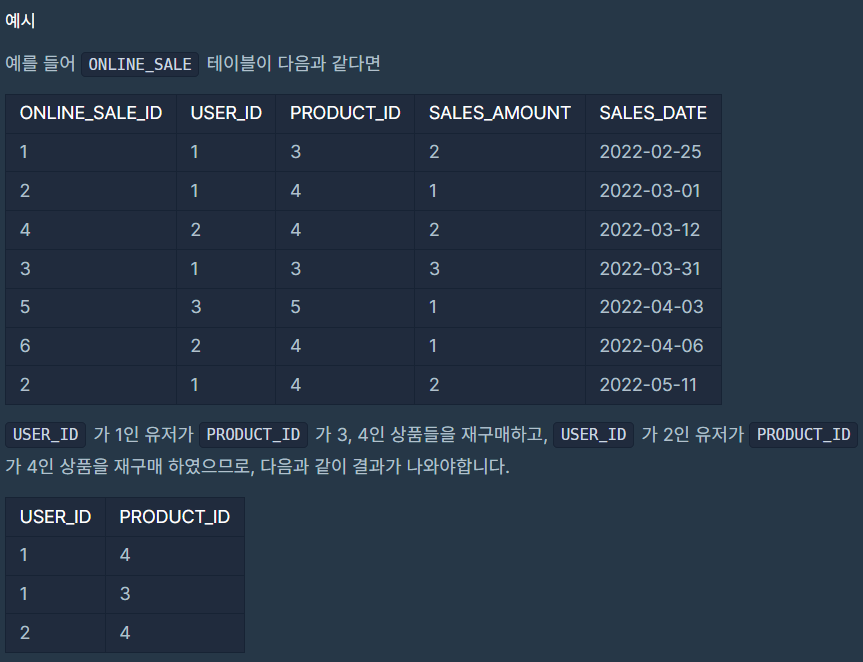 예시
예를 들어 ONLINE_SALE 테이블이 다음과 같다면
ONLINE_SALE_ID USER_ID PRODUCT_ID SALES_AMOUNT SALES_DATE
1 1 3 2 2022-02-25
2 1 4 1 2022-03-01
4 2 4 2 2022-03-12
3 1 3 3 2022-03-31
5 3 5 1 2022-04-03
6 2 4 1 2022-04-06
2 1 4 2 2022-05-11
USER_ID 가 1인 유저가 PRODUCT_ID 가 3, 4인 상품들을 재구매하고, USER_ID 가 2인 유저가 PRODUCT_ID
가 4인 상품을 재구매 하였으므로, 다음과 같이 결과가 나와야합니다.
USER_ID PRODUCT_ID
1 4
1 3
2 4